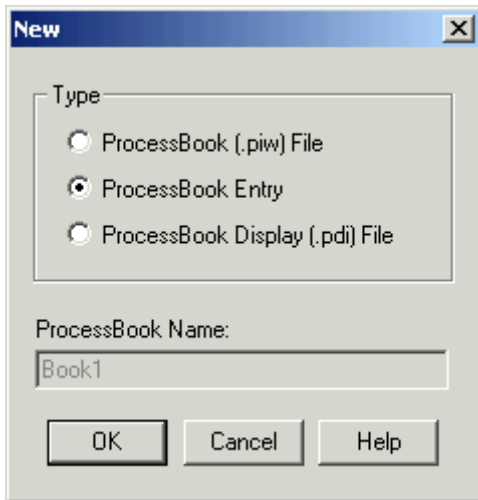 New
Type
ProcessBook (.piw) File
ProcessBook Entry
ProcessBook Display (.pdi) File
ProcessBook Name:
Book1
OK Cancel Help